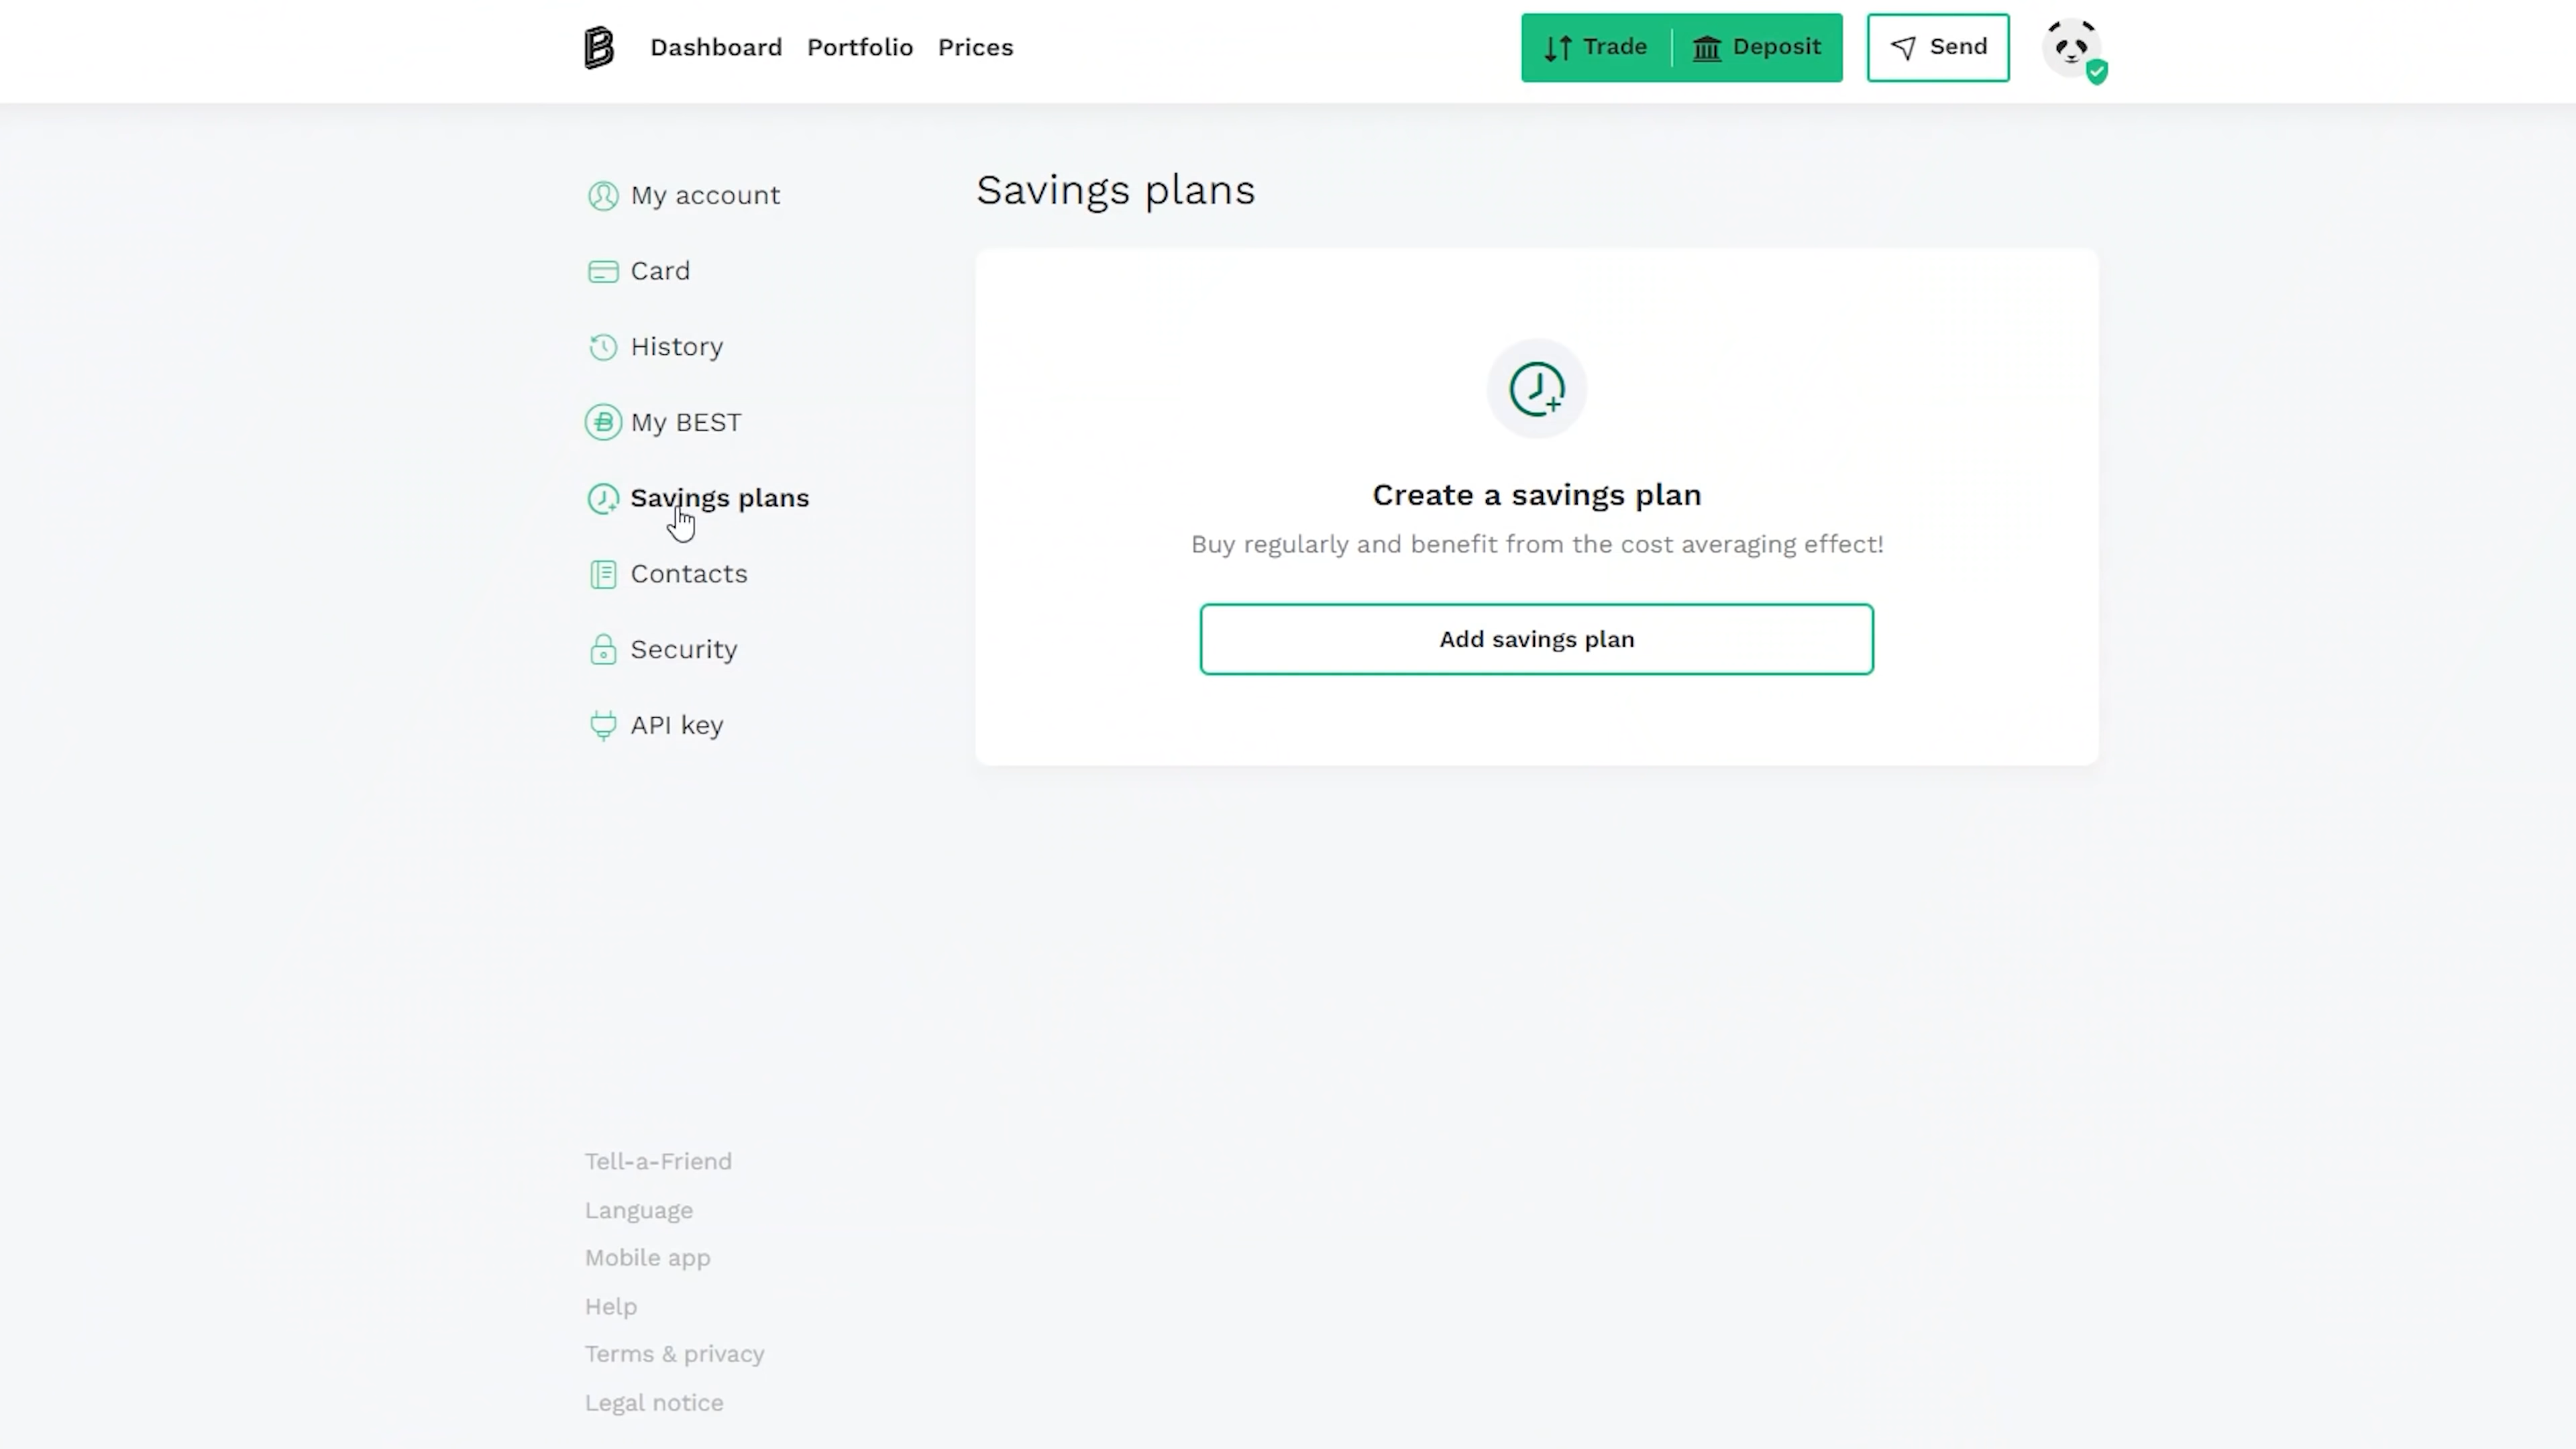 Dashboard Portfolio Prices
Trade Deposit Send
My account
Card
History
My BEST
Savings plans
Contacts
Security
API key
Savings plans
Create a savings plan
Buy regularly and benefit from the cost averaging effect!
Add savings plan
Tell-a-Friend
Language
Mobile app
Help
Terms & privacy
Legal notice